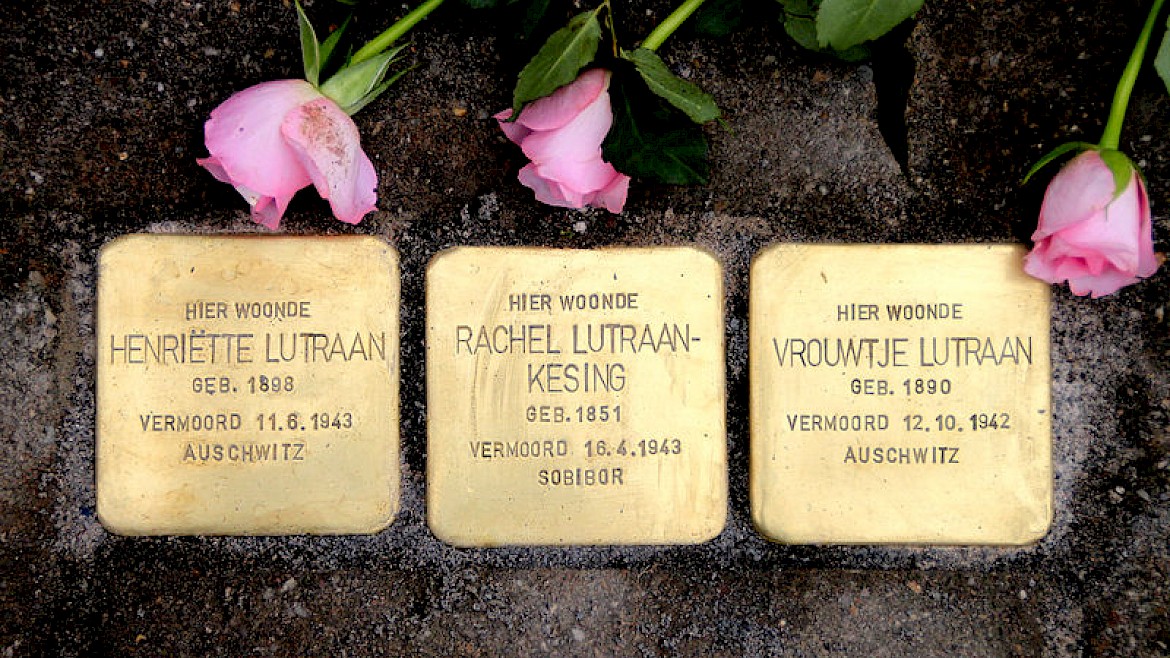 HIER WOONDE
HENRIËTTE LUTRAAN
GEB. 1898
VERMOORD 11.6.1943
AUSCHWITZ
HIER WOONDE
RACHEL LUTRAAN-
KESING
GEB.1851
VERMOORD 16.4.1943
SOBIBOR
HIER WOONDE
VROUWTJE LUTRAAN
GEB. 1890
VERMOORD 12.10.1942
AUSCHWITZ